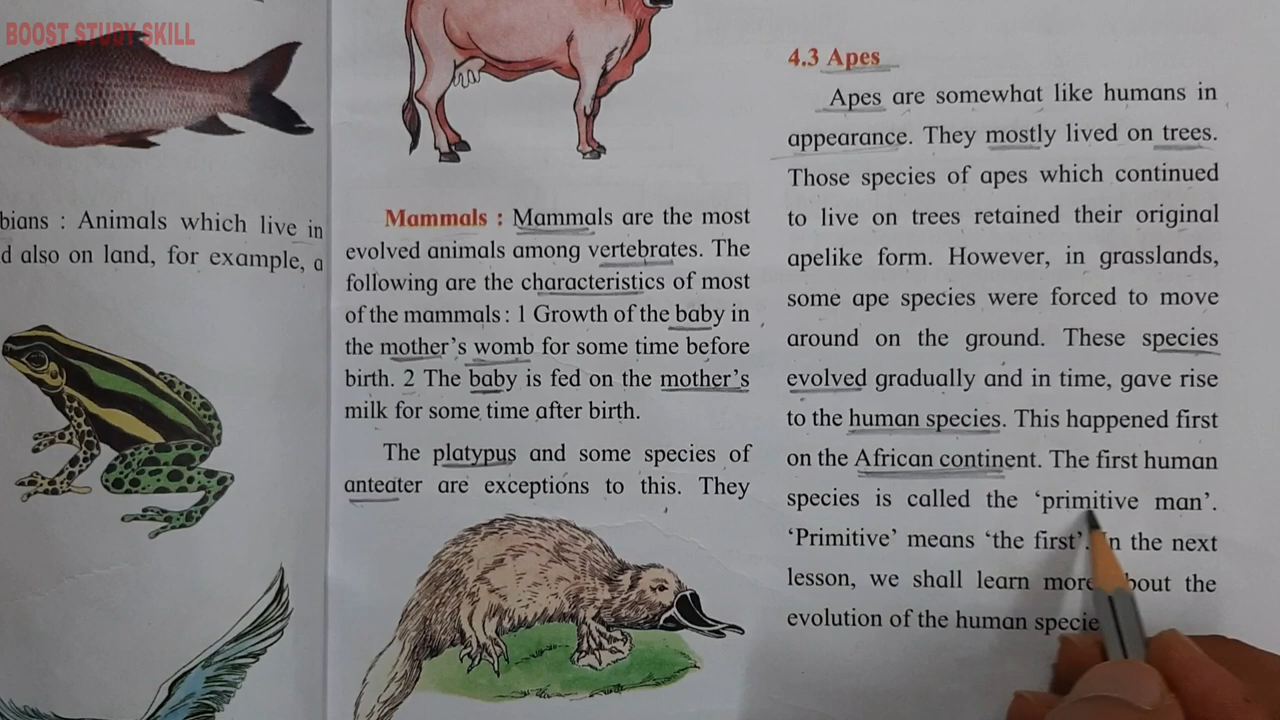 BOOST STUDY SKILL
bians : Animals which live in
d also on land, for example, a
Mammals : Mammals are the most
evolved animals among vertebrates. The
following are the characteristics of most
of the mammals : 1 Growth of the baby in
the mother's womb for some time before
birth. 2 The baby is fed on the mother's
milk for some time after birth.
The platypus and some species of
anteater are exceptions to this. They
4.3 Apes
Apes are somewhat like humans in
appearance. They mostly lived on trees.
Those species of apes which continued
to live on trees retained their original
apelike form. However, in grasslands,
some ape species were forced to move
around on the ground. These species
evolved gradually and in time, gave rise
to the human species. This happened first
on the African continent. The first human
species is called the ‘primitive man’.
‘Primitive’ means ‘the first’. In the next
lesson, we shall learn more about the
evolution of the human specie